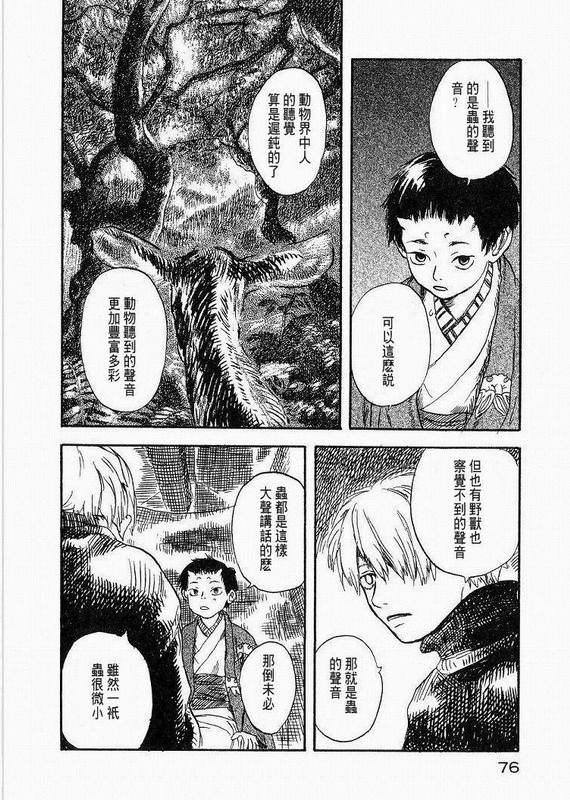 ──我聽到
的是蟲的聲
音?
可以這麼說
動物界中人
的聽覺
算是遲鈍的了
動物聽到的聲音
更加豐富多彩
但也有野獸也
察覺不到的聲音
那就是蟲
的聲音
蟲都是這樣
大聲講話的麼
那倒未必
雖然一衹
蟲很微小
76